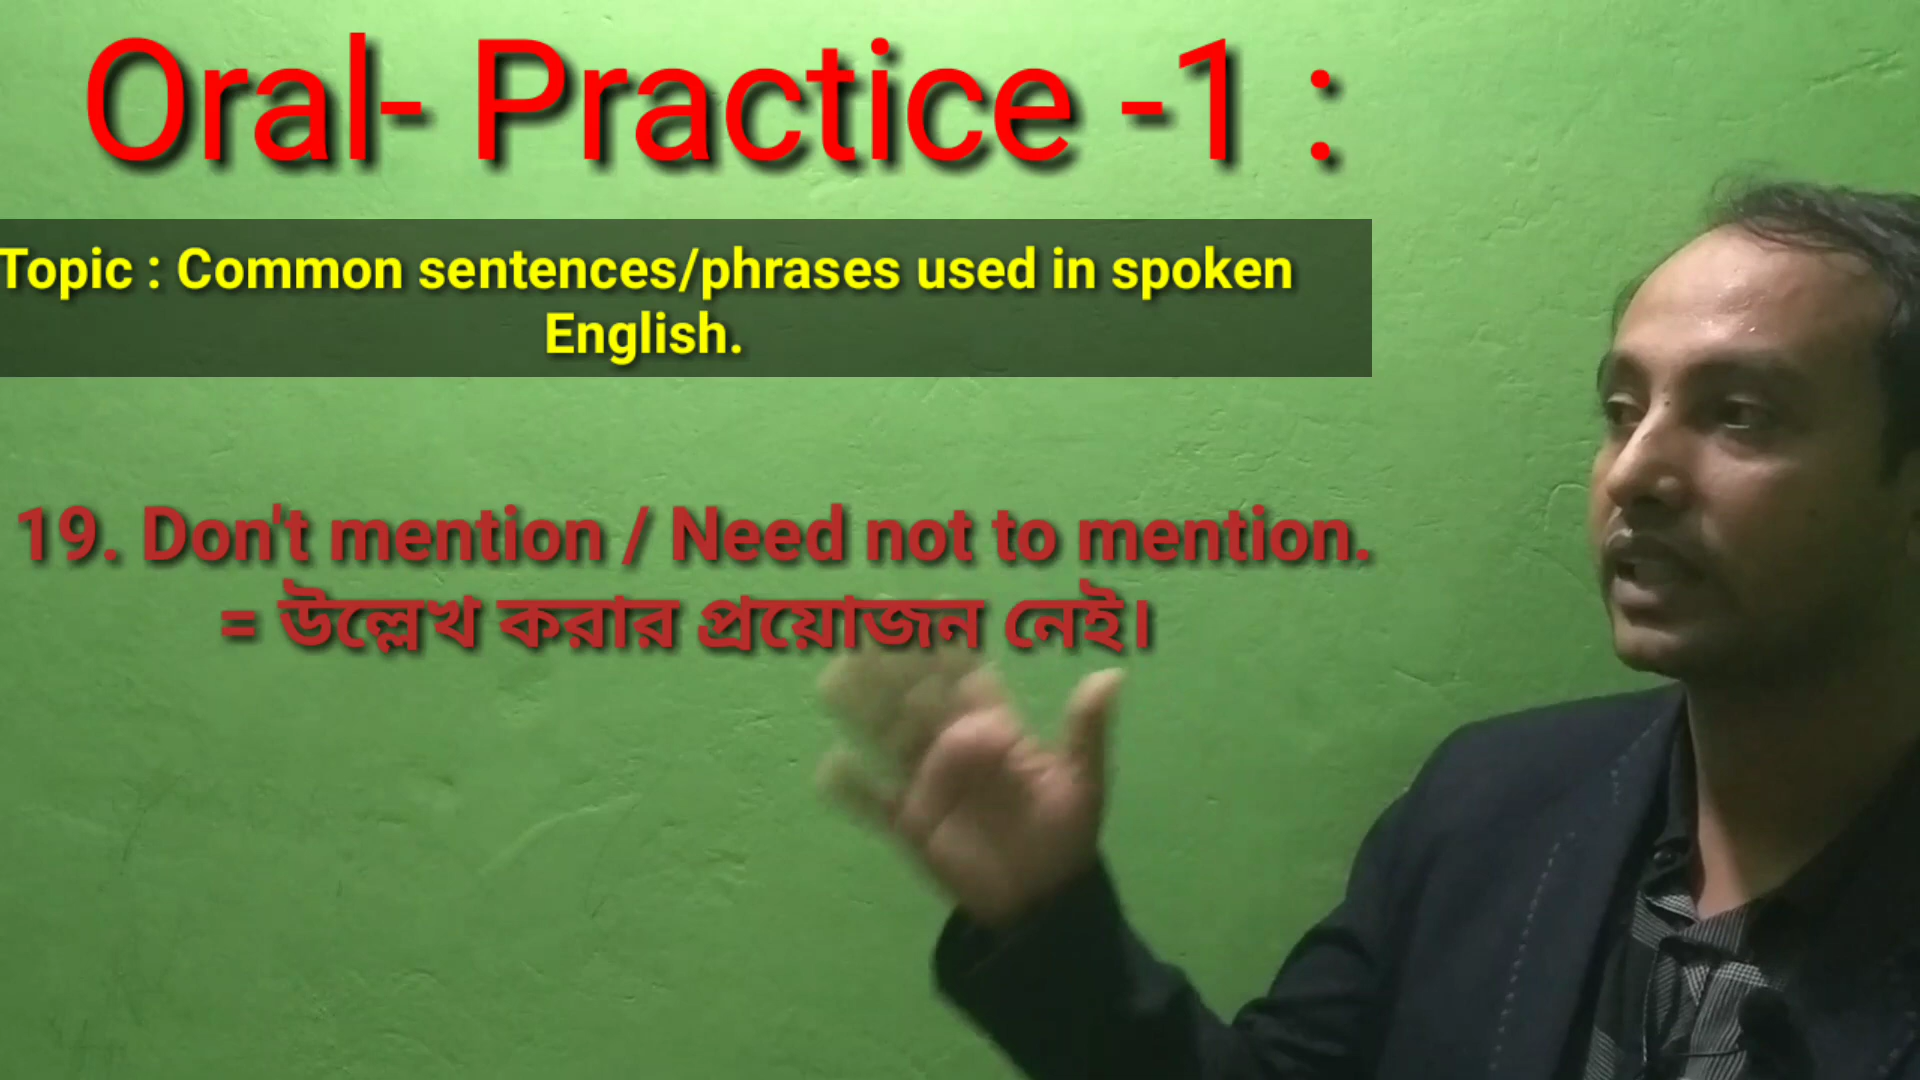 Oral- Practice -1 :
Topic : Common sentences/phrases used in spoken
English.
19. Don't mention / Need not to mention.
= উল্লেখ করার প্রয়োজন নেই।